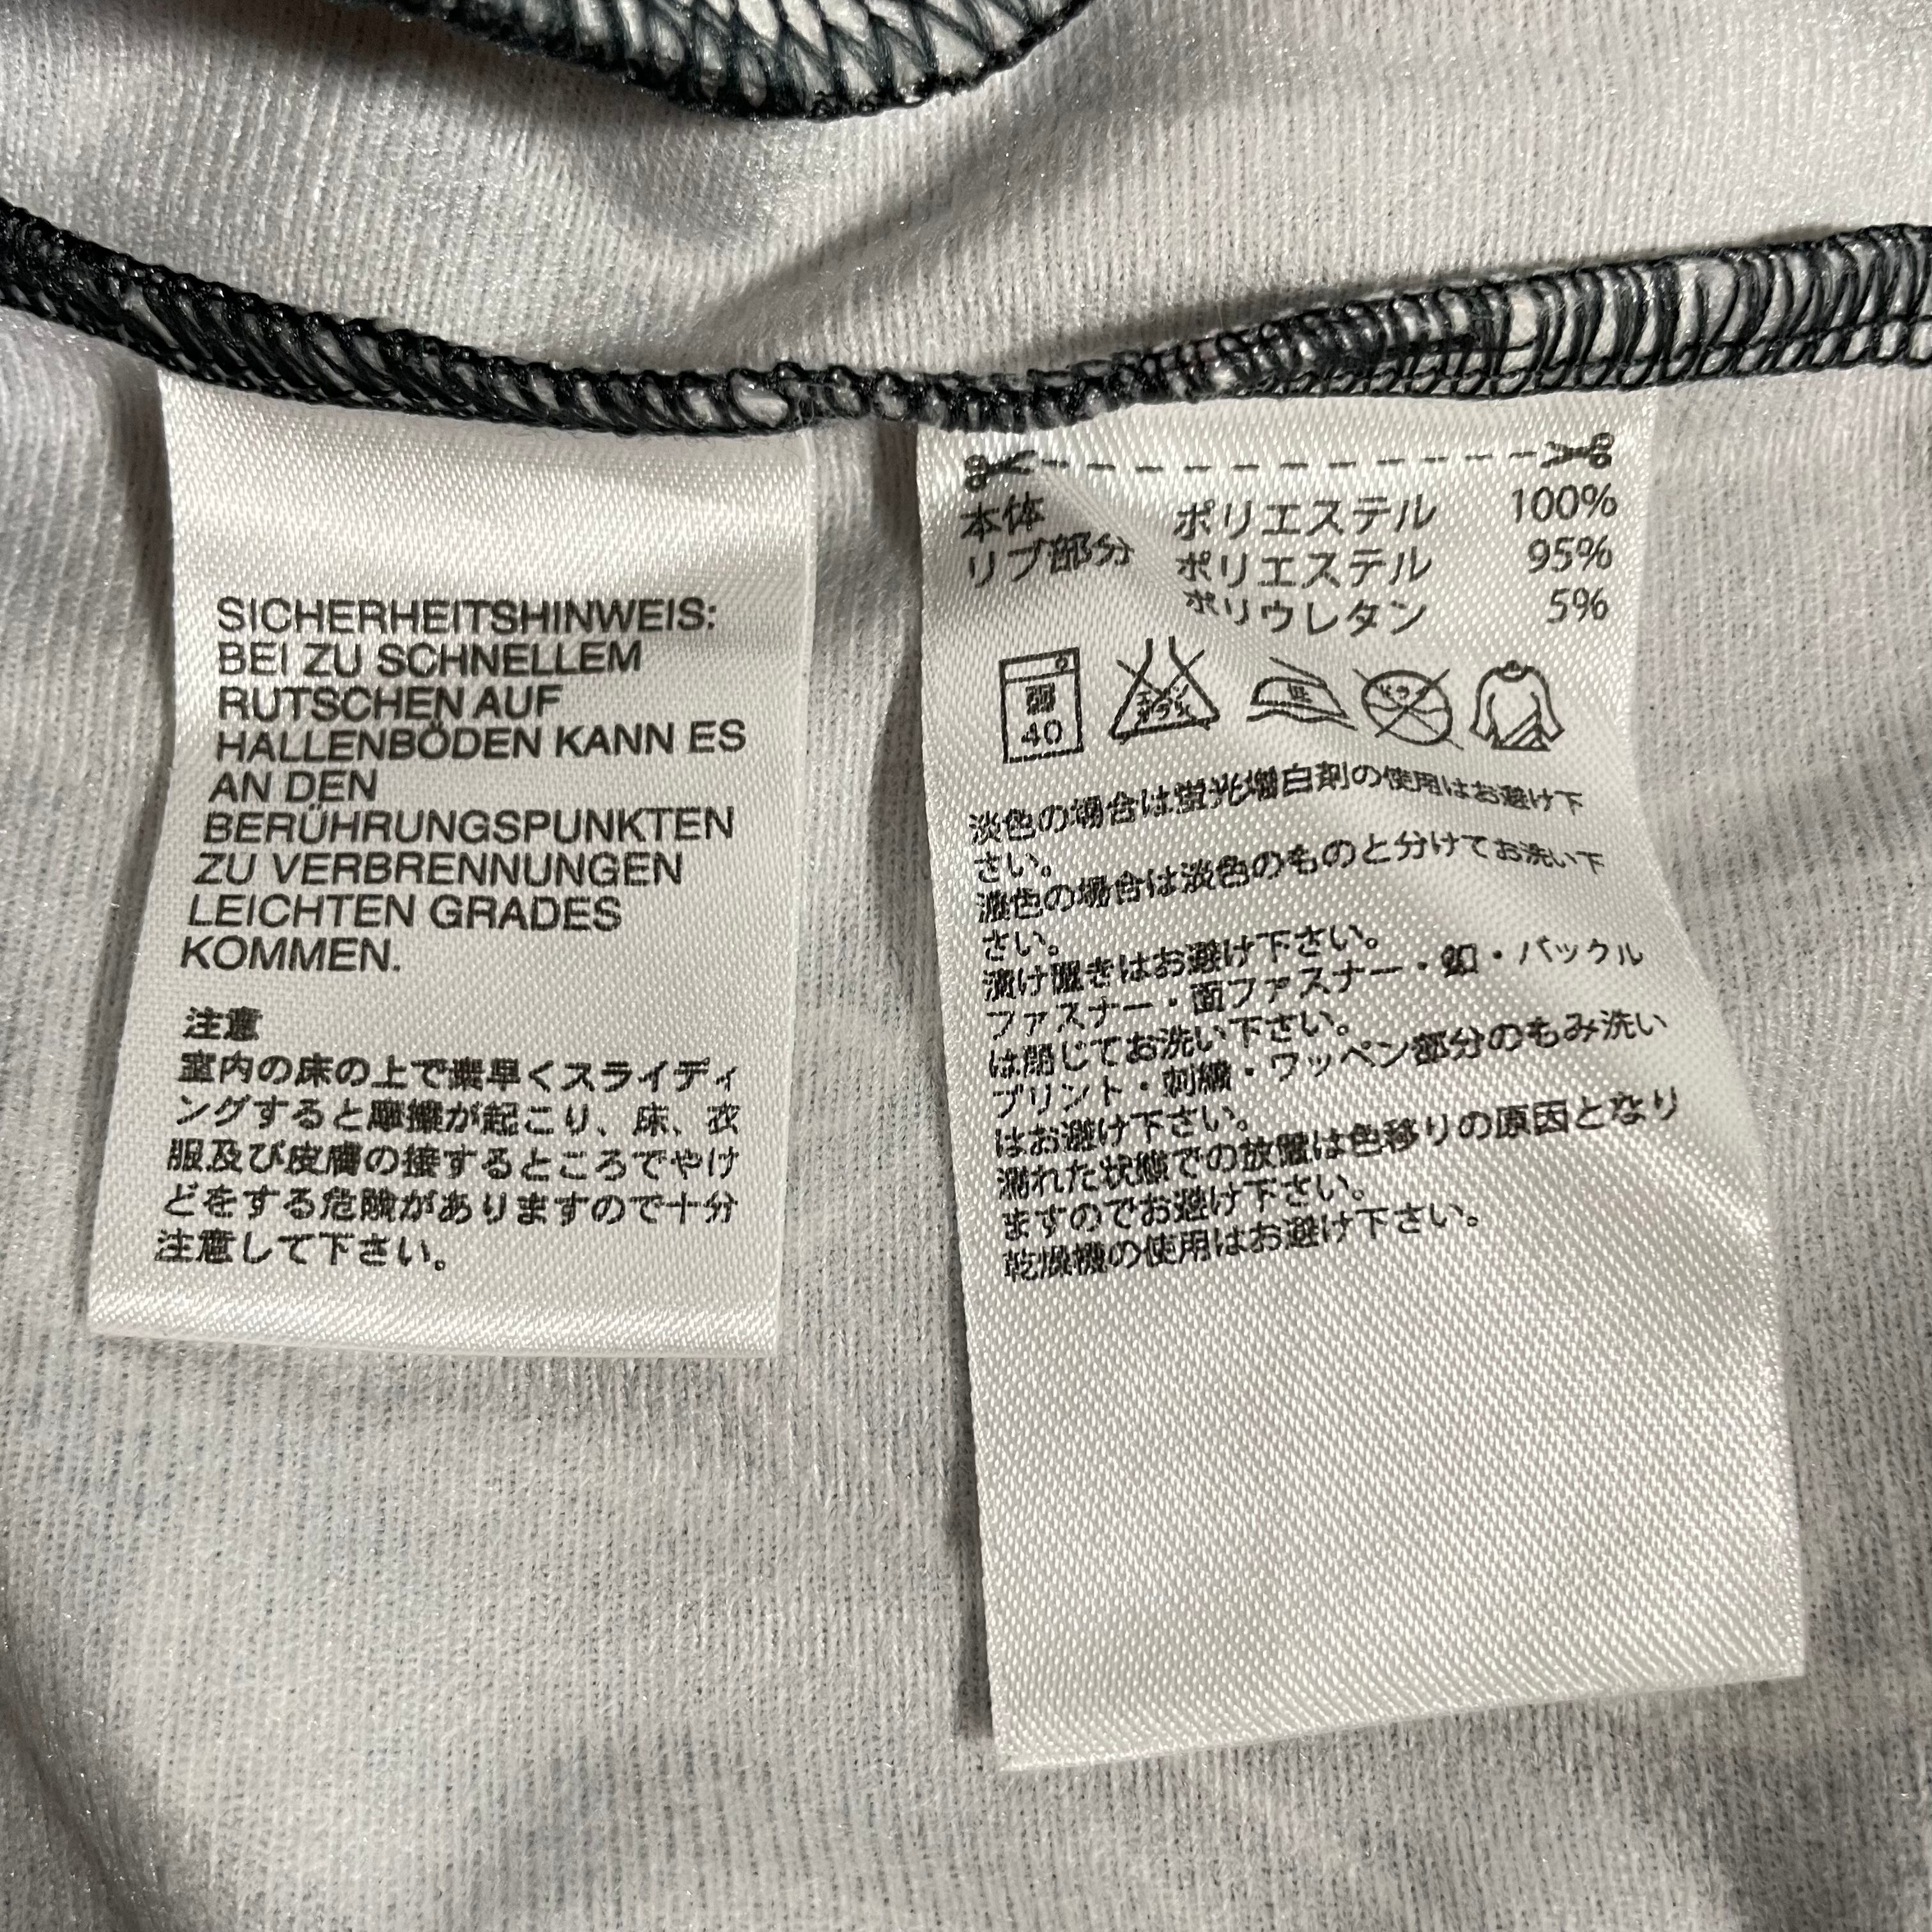 SICHERHEITSHINWEIS:
BEI ZU SCHNELLEM
RUTSCHEN AUF
HALLENBÖDEN KANN ES
AN DEN
BERÜHRUNGSPUNKTEN
ZU VERBRENNUNGEN
LEICHTEN GRADES
KOMMEN.
注意
室内の床の上で素早くスライディ
ングすると摩擦が起こり、床、衣
服及び皮膚の接するところでやけ
どをする危険がありますので十分
注意して下さい。
本体 ポリエステル 100%
リブ部分 ポリエステル 95%
ポリウレタン 5%
40 エンソ サラシ 中 ドライ
淡色の場合は蛍光増白剤の使用はお避け下
さい。
濃色の場合は淡色のものと分けてお洗い下
さい。
漬け置きはお避け下さい。
ファスナー・面ファスナー・釦・バックル
は閉じてお洗い下さい。
プリント・刺繍・ワッペン部分のもみ洗い
はお避け下さい。
濡れた状態での放置は色移りの原因となり
ますのでお避け下さい。
乾燥機の使用はお避け下さい。